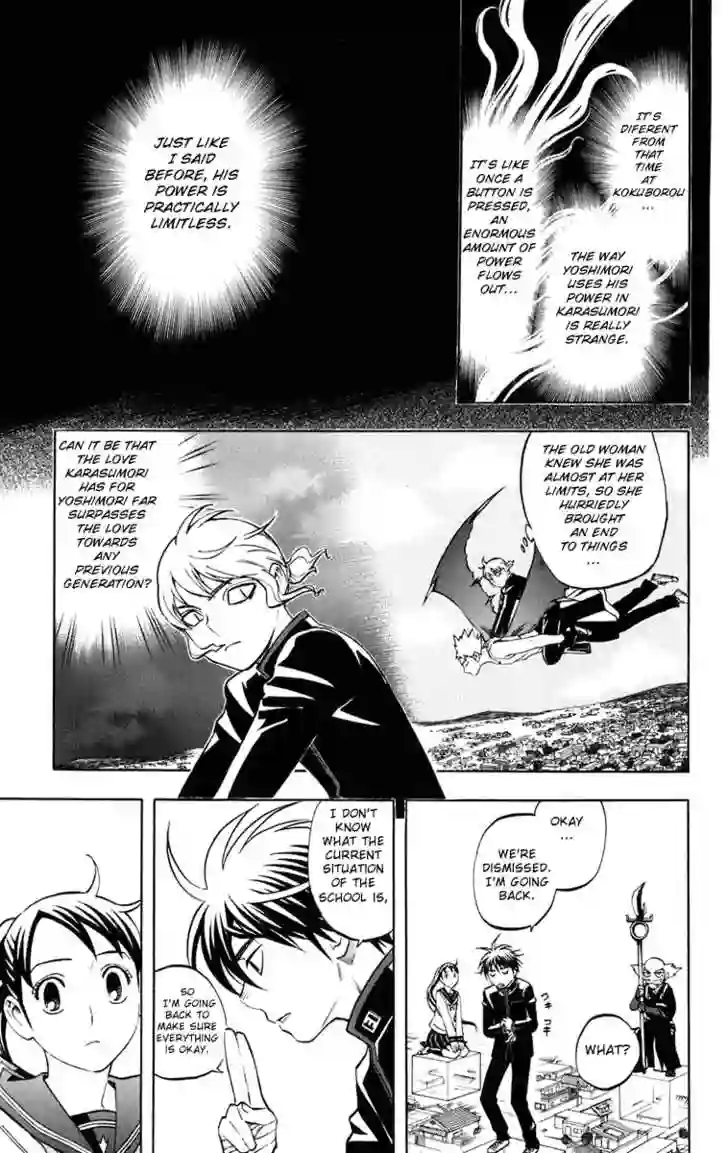 IT'S
DIFERENT
FROM
THAT
TIME
AT
KOKUBOROU
...
THE WAY
YOSHIMORI
USES HIS
POWER IN
KARASUMORI
IS REALLY
STRANGE.
IT'S LIKE
ONCE A
BUTTON IS
PRESSED,
AN
ENORMOUS
AMOUNT OF
POWER
FLOWS
OUT...
JUST LIKE
I SAID
BEFORE, HIS
POWER IS
PRACTICALLY
LIMITLESS.
THE OLD WOMAN
KNEW SHE WAS
ALMOST AT HER
LIMITS, SO SHE
HURRIEDLY
BROUGHT
AN END
TO THINGS
...
CAN IT BE THAT
THE LOVE
KARASUMORI
HAS FOR
YOSHIMORI FAR
SURPASSES
THE LOVE
TOWARDS
ANY
PREVIOUS
GENERATION?
OKAY
...
WE'RE
DISMISSED.
I'M GOING
BACK.
WHAT?
I DON'T
KNOW
WHAT THE
CURRENT
SITUATION
OF THE
SCHOOL IS,
SO
I'M GOING
BACK TO
MAKE SURE
EVERYTHING
IS OKAY.